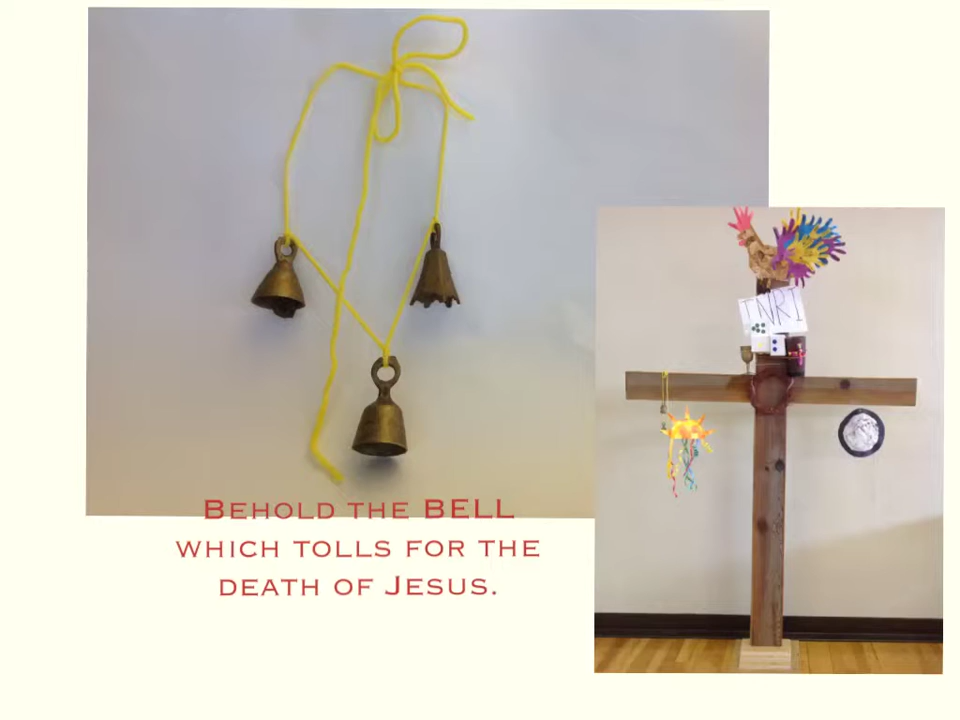 Behold the BELL
which tolls for the
death of Jesus.
INRI